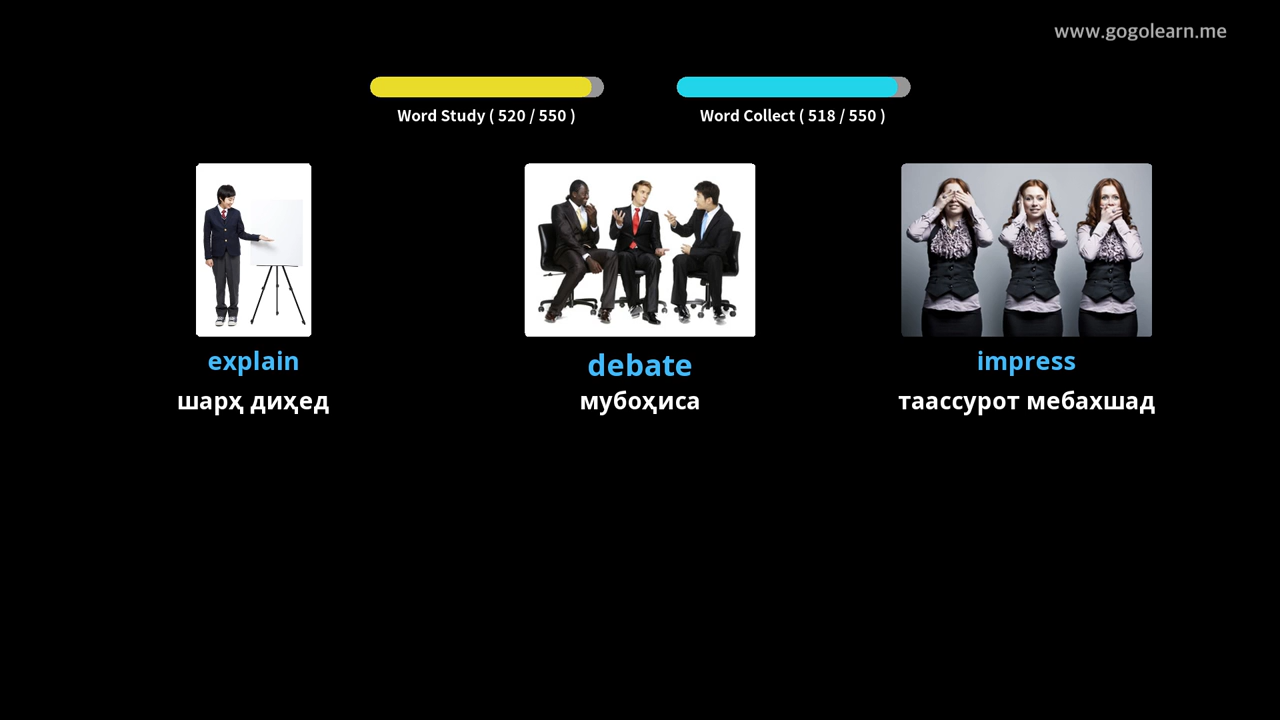 www.gogolearn.me
Word Study ( 520 / 550 )
Word Collect ( 518 / 550 )
explain
debate
impress
шарҳ диҳед
мубоҳиса
таассурот мебахшад